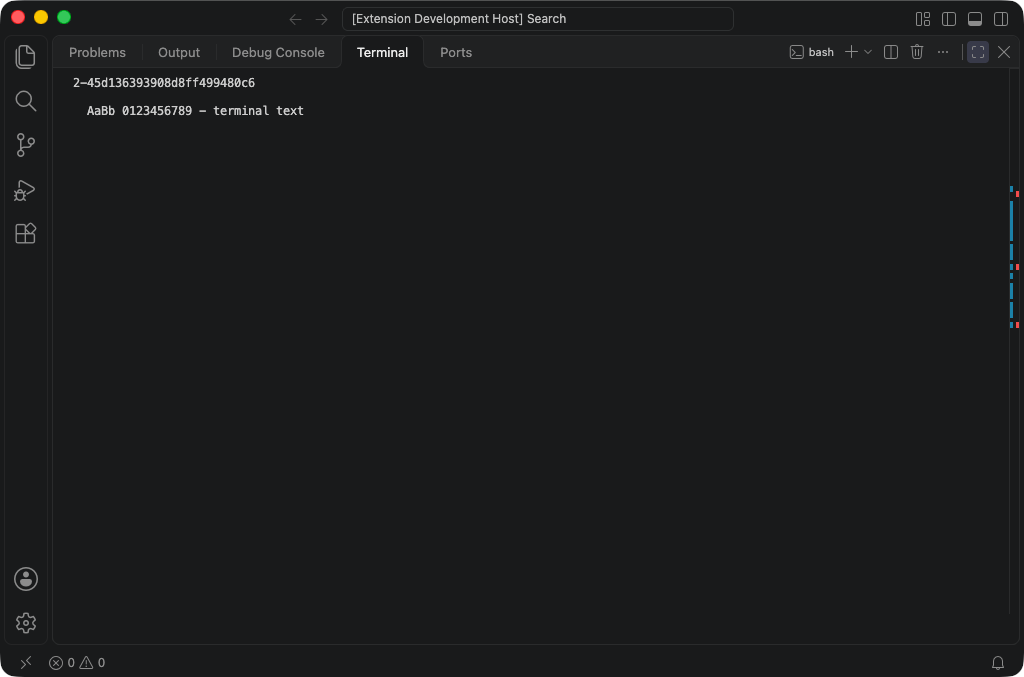 [Extension Development Host] Search
Problems Output Debug Console Terminal Ports bash
2-45d136393908d8ff499480c6
AaBb 0123456789 - terminal text
0 0